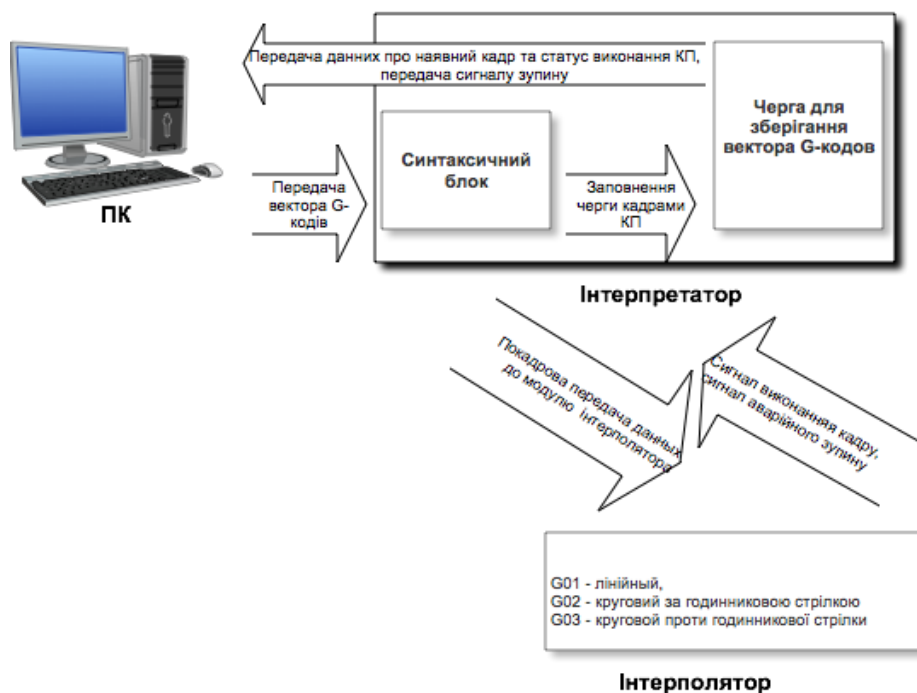 Передача данних про наявний кадр та статус виконання КП,
передача сигналу зупину
Черга для
зберігання
вектора G-кодов
Синтаксичний
блок
Передача
вектора G-
кодів
Заповнення
черги кадрами
КП
ПК
Інтерпретатор
Покадрова передача данных
до модулю інтерполятора
Сигнал виконанняя кадру,
сигнал аварійного зупину
G01 - лінійный,
G02 - круговий за годинниковою стрілкою
G03 - круговой проти годинникової стрілки
Інтерполятор